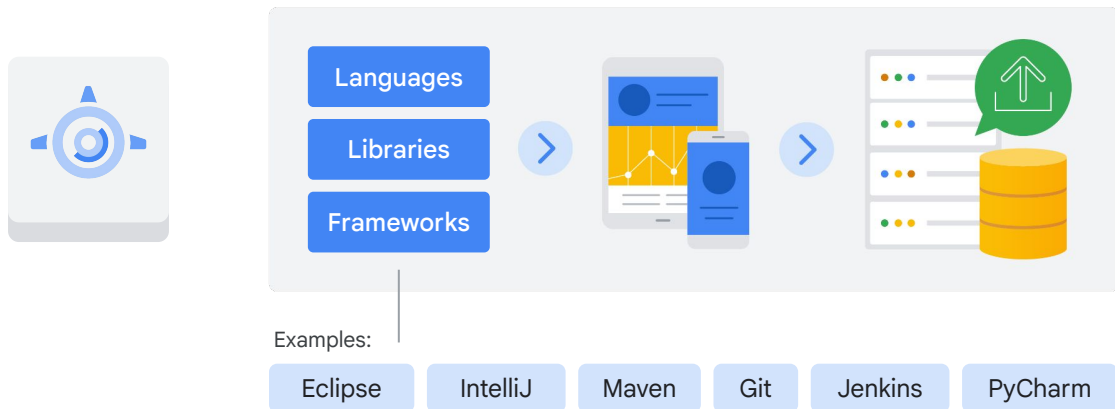 Languages
Libraries
Frameworks
Examples:
Eclipse IntelliJ Maven Git Jenkins PyCharm